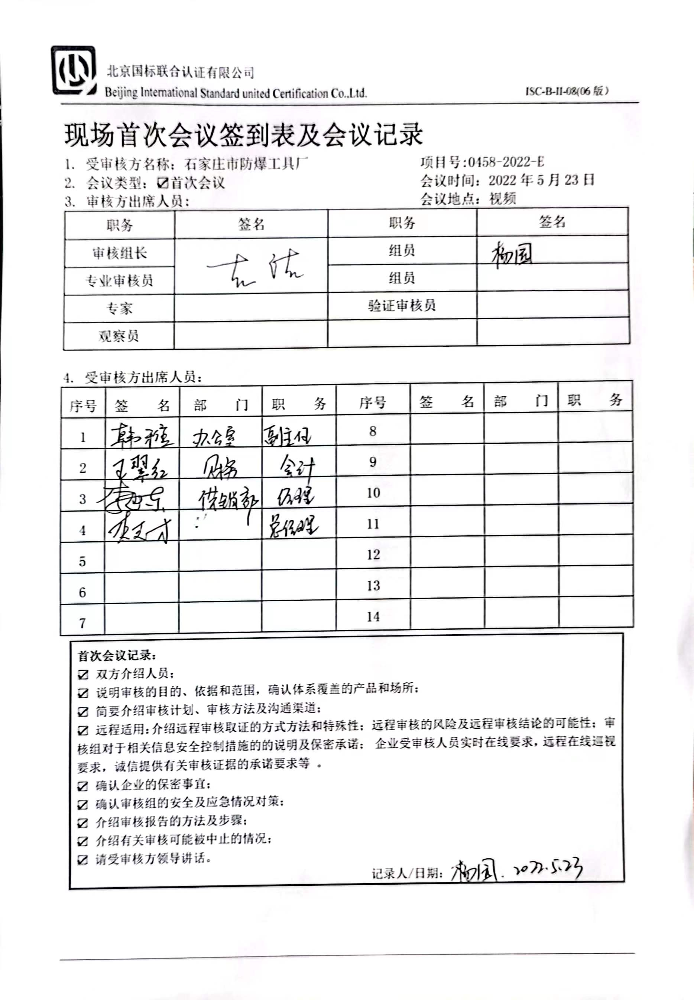 北京国标联合认证有限公司
Beijing International Standard united Certification Co.,Ltd.
ISC-B-II-08(06 版)
现场首次会议签到表及会议记录
1. 受审核方名称：石家庄市防爆工具厂 项目号:0458-2022-E
2. 会议类型：☑首次会议 会议时间：2022 年 5 月 23 日
3. 审核方出席人员： 会议地点：视频
职务 签名 职务 签名
审核组长 组员 杨园
专业审核员 组员
专家 验证审核员
观察员
4. 受审核方出席人员：
序号 签 名 部 门 职 务 序号 签 名 部 门 职 务
1 韩雅 办公室 副主任 8
2 王翠红 财务 会计 9
3 供销部 经理 10
4 总经理 11
5 12
6 13
7 14
首次会议记录：
☑ 双方介绍人员；
☑ 说明审核的目的、依据和范围，确认体系覆盖的产品和场所；
☑ 简要介绍审核计划、审核方法及沟通渠道；
☑ 远程适用：介绍远程审核取证的方式方法和特殊性；远程审核的风险及远程审核结论的可能性；审
核组对于相关信息安全控制措施的的说明及保密承诺； 企业受审核人员实时在线要求，远程在线巡视
要求，诚信提供有关审核证据的承诺要求等 。
☑ 确认企业的保密事宜；
☑ 确认审核组的安全及应急情况对策；
☑ 介绍审核报告的方法及步骤；
☑ 介绍有关审核可能被中止的情况；
☑ 请受审核方领导讲话。
记录人/日期：杨园. 2022.5.23